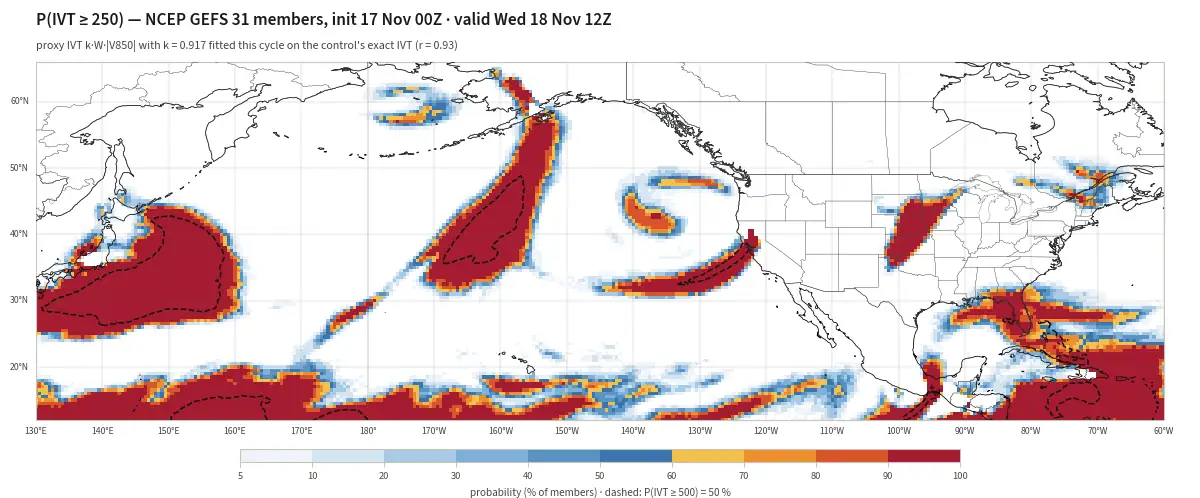 P(IVT ≥ 250) — NCEP GEFS 31 members, init 17 Nov 00Z · valid Wed 18 Nov 12Z
proxy IVT k·W·|V850| with k = 0.917 fitted this cycle on the control's exact IVT (r = 0.93)
60°N
50°N
40°N
30°N
20°N
130°E 140°E 150°E 160°E 170°E 180° 170°W 160°W 150°W 140°W 130°W 120°W 110°W 100°W 90°W 80°W 70°W 60°W
5 10 20 30 40 50 60 70 80 90 100
probability (% of members) · dashed: P(IVT ≥ 500) = 50 %